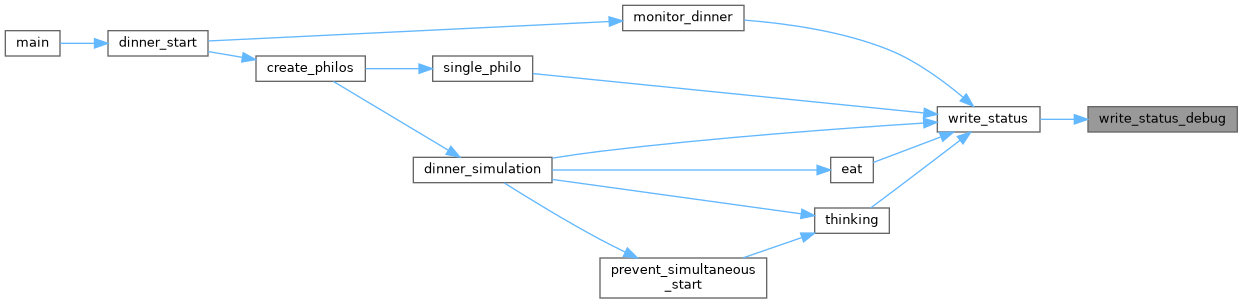 main
dinner_start
monitor_dinner
create_philos
single_philo
write_status
write_status_debug
dinner_simulation
eat
thinking
prevent_simultaneous
_start